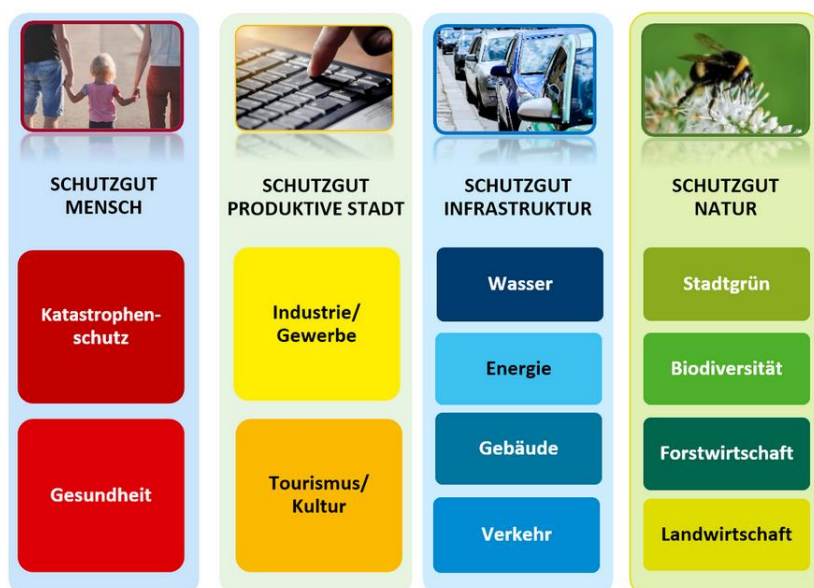 SCHUTZGUT
MENSCH
Katastrophen-
schutz
Gesundheit
SCHUTZGUT
PRODUKTIVE STADT
Industrie/
Gewerbe
Tourismus/
Kultur
SCHUTZGUT
INFRASTRUKTUR
Wasser
Energie
Gebäude
Verkehr
SCHUTZGUT
NATUR
Stadtgrün
Biodiversität
Forstwirtschaft
Landwirtschaft